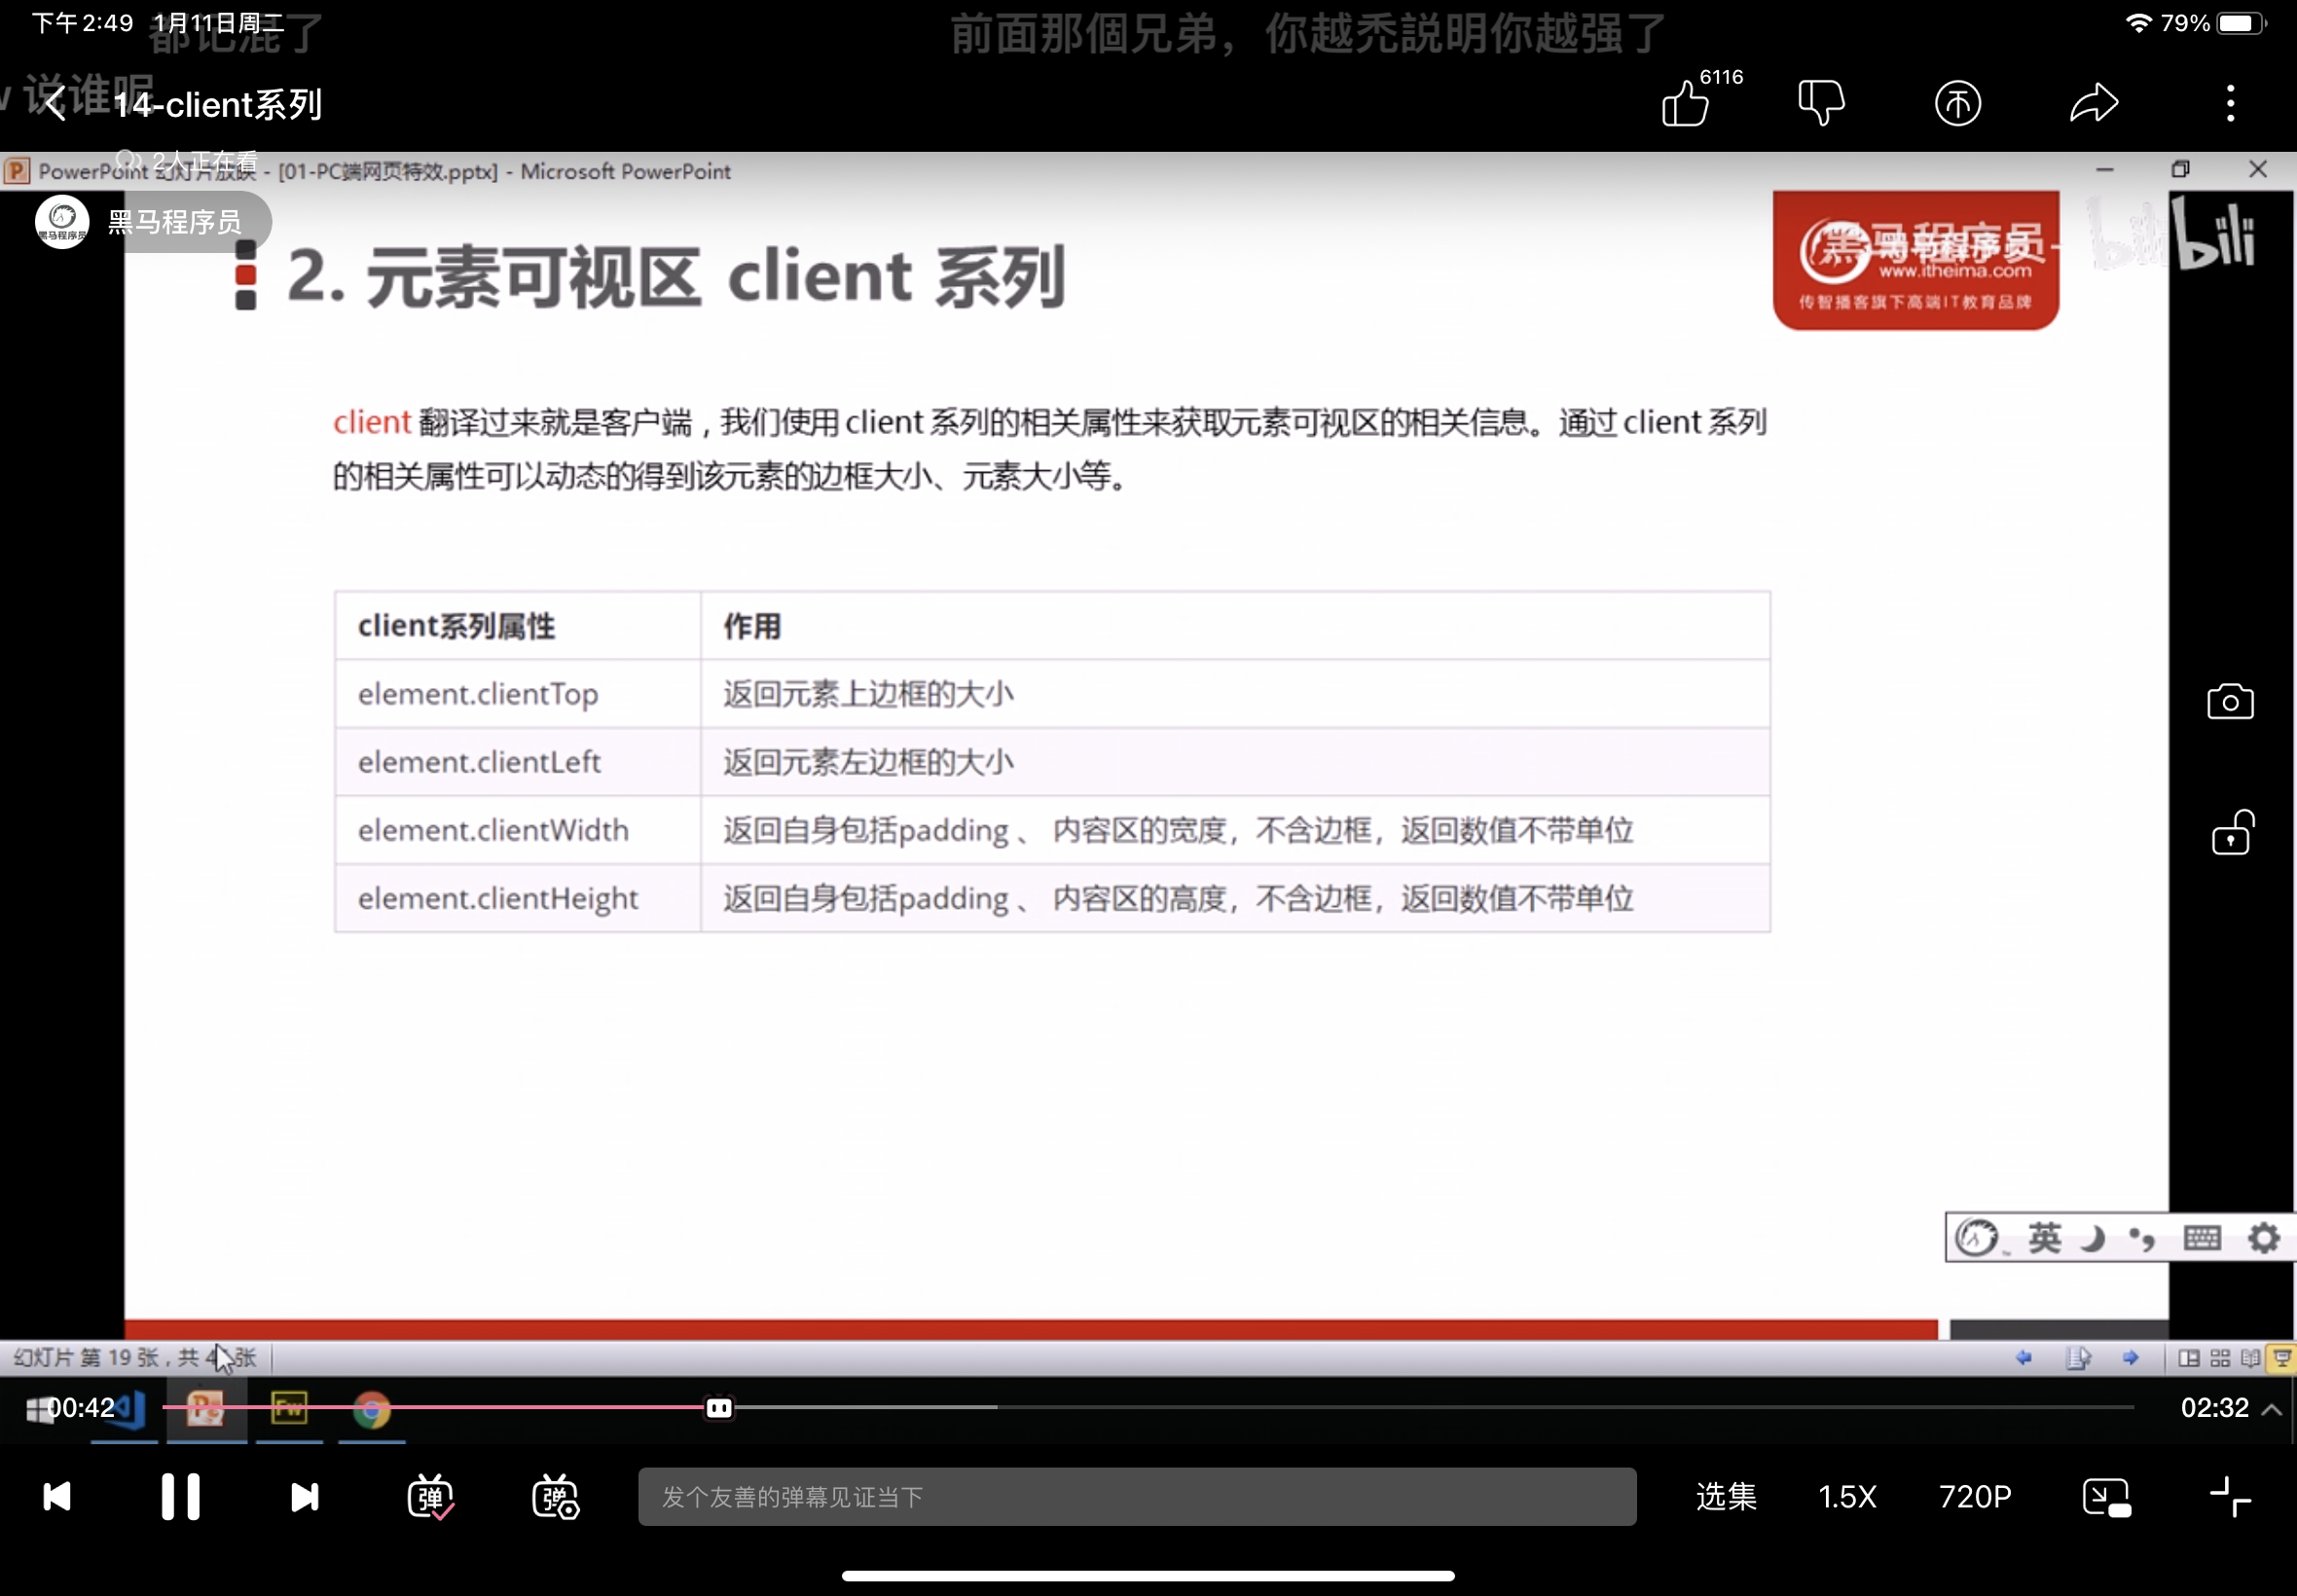 下午2:49 1月11日周二
79%
都记混了
前面那個兄弟，你越秃説明你越强了
说谁呢
14-client系列
6116
2人正在看
PowerPoint 幻灯片放映 - [01-PC端网页特效.pptx] - Microsoft PowerPoint
黑马程序员
黑马程序员
2. 元素可视区 client 系列
黑马程序员
www.itheima.com
传智播客旗下高端IT教育品牌
bili
client 翻译过来就是客户端，我们使用 client 系列的相关属性来获取元素可视区的相关信息。通过 client 系列
的相关属性可以动态的得到该元素的边框大小、元素大小等。
client系列属性 作用
element.clientTop 返回元素上边框的大小
element.clientLeft 返回元素左边框的大小
element.clientWidth 返回自身包括padding 、 内容区的宽度，不含边框，返回数值不带单位
element.clientHeight 返回自身包括padding 、 内容区的高度，不含边框，返回数值不带单位
英
幻灯片 第 19 张，共
张
00:42
Fw
02:32
弹
弹
发个友善的弹幕见证当下
选集
1.5X
720P